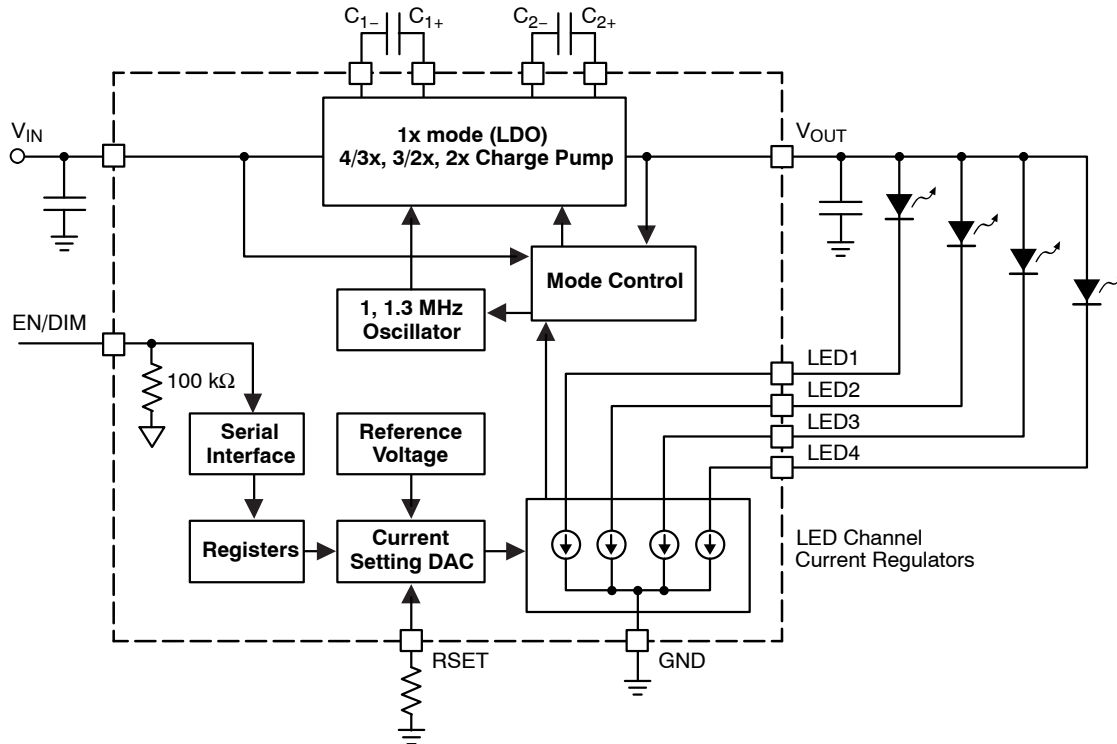 C1− C1+ C2− C2+
1x mode (LDO)
4/3x, 3/2x, 2x Charge Pump
VIN
VOUT
Mode Control
1, 1.3 MHz
Oscillator
EN/DIM
100 kΩ
LED1
LED2
LED3
LED4
Serial
Interface
Reference
Voltage
Registers
Current
Setting DAC
LED Channel
Current Regulators
RSET
GND